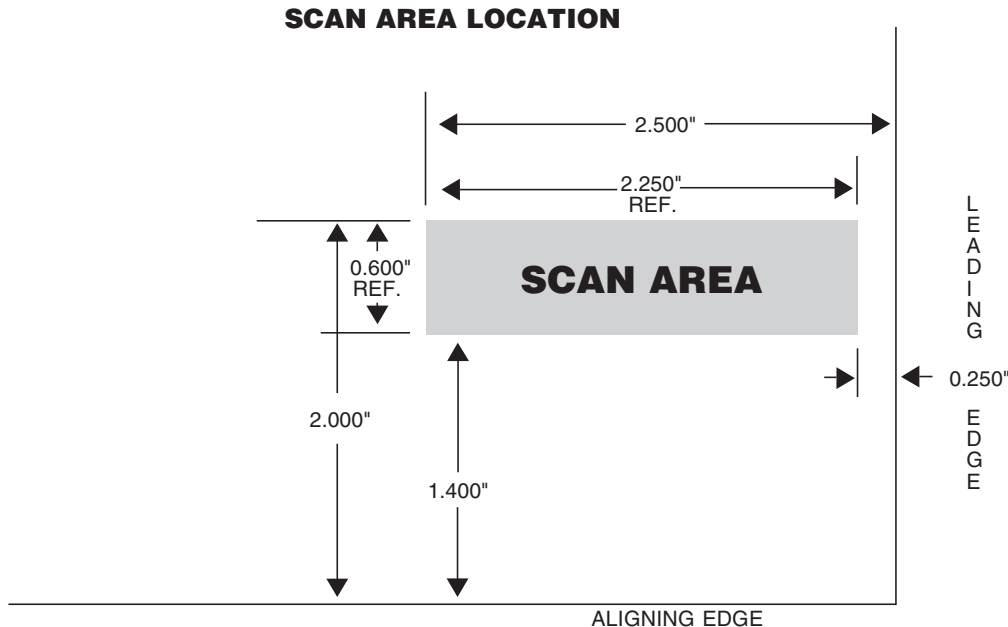 SCAN AREA LOCATION
2.500"
2.250"
REF.
0.600"
REF.
SCAN AREA
LEADING EDGE
0.250"
2.000"
1.400"
ALIGNING EDGE